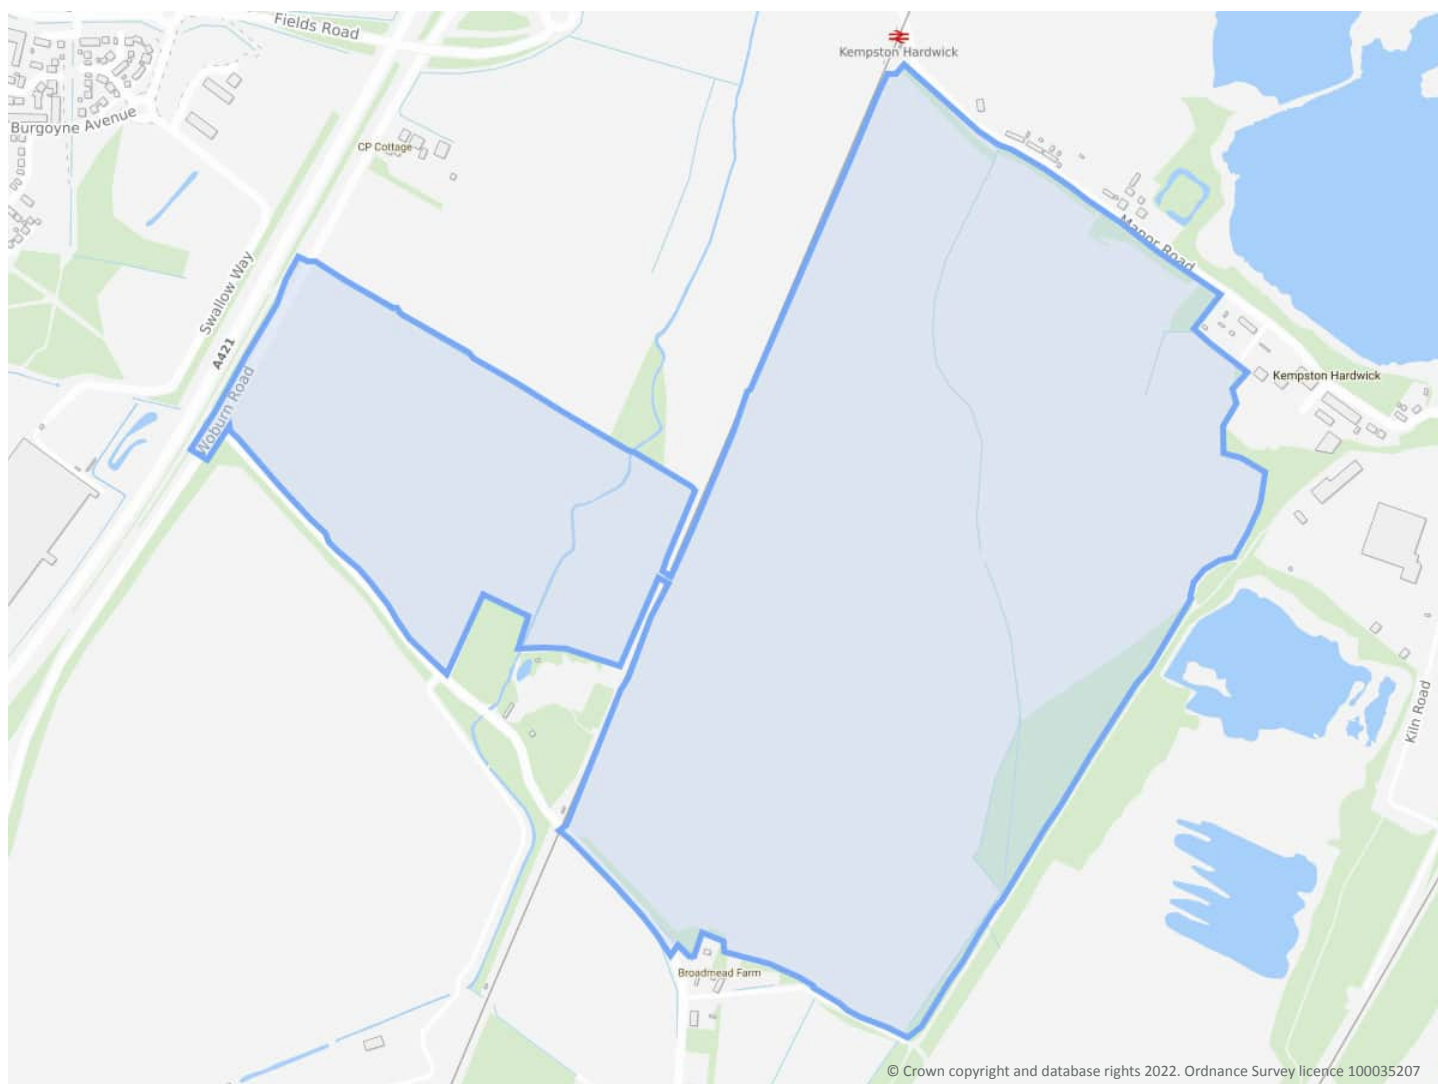 Fields Road
Kempston Hardwick
Burgoyne Avenue
CP Cottage
Manor Road
Swallow Way
A421
Woburn Road
Kempston Hardwick
Kiln Road
Broadmead Farm
© Crown copyright and database rights 2022. Ordnance Survey licence 100035207